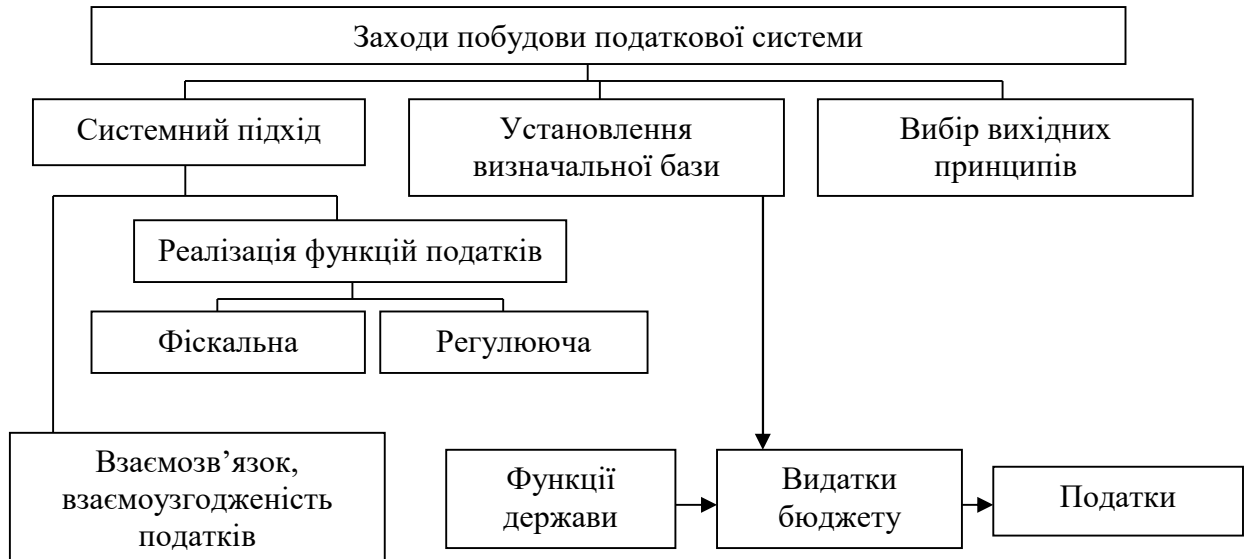 Заходи побудови податкової системи
Системний підхід
Установлення
визначальної бази
Вибір вихідних
принципів
Реалізація функцій податків
Фіскальна
Регулююча
Взаємозв’язок,
взаємоузгодженість
податків
Функції
держави
Видатки
бюджету
Податки